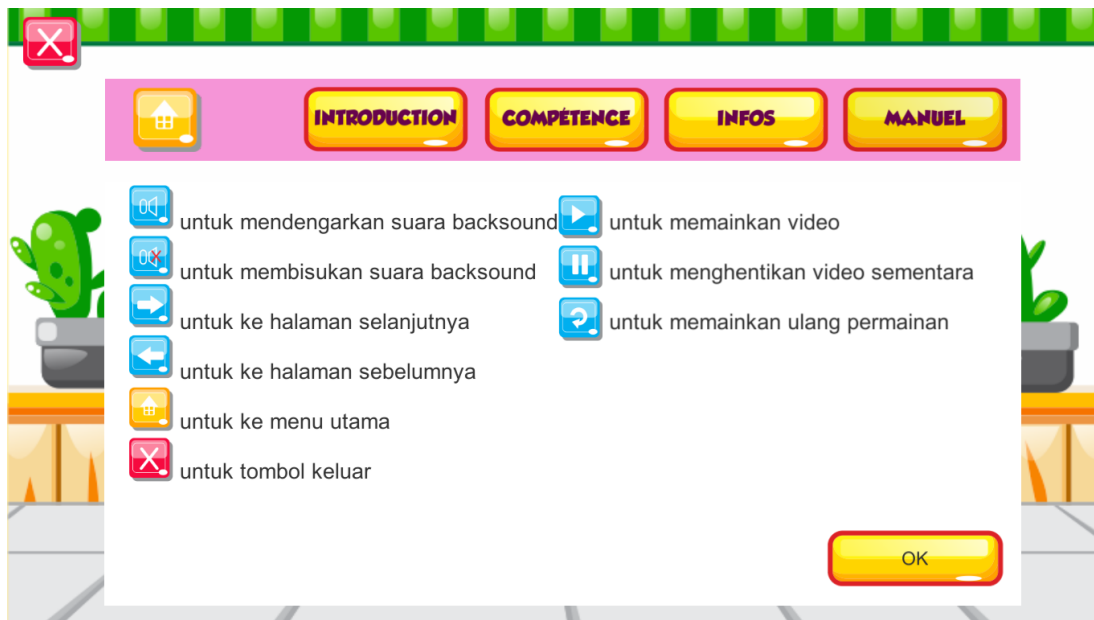 INTRODUCTION
COMPÉTENCE
INFOS
MANUEL
untuk mendengarkan suara backsound
untuk membisukan suara backsound
untuk ke halaman selanjutnya
untuk ke halaman sebelumnya
untuk ke menu utama
untuk tombol keluar
untuk memainkan video
untuk menghentikan video sementara
untuk memainkan ulang permainan
OK